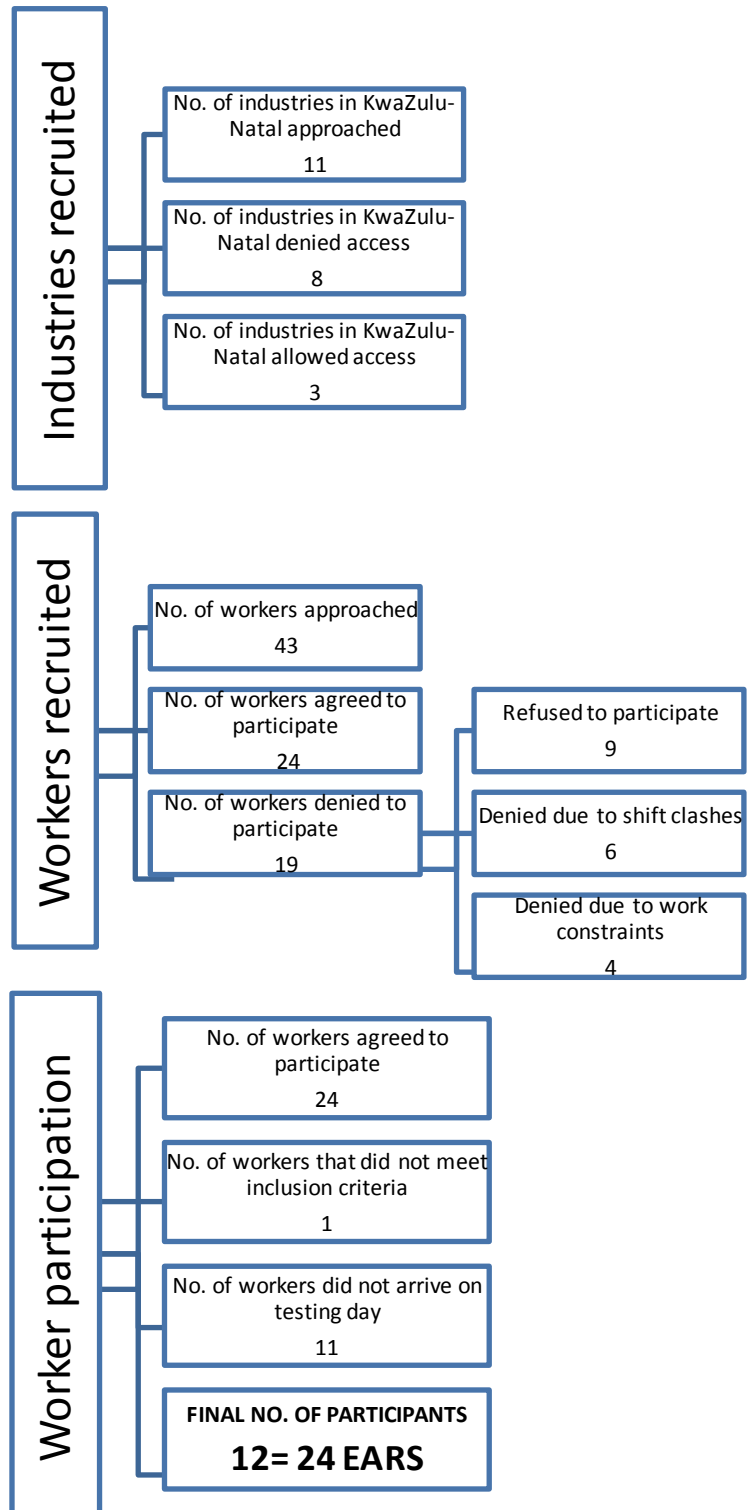 Industries recruited
No. of industries in KwaZulu-
Natal approached
11
No. of industries in KwaZulu-
Natal denied access
8
No. of industries in KwaZulu-
Natal allowed access
3
Workers recruited
No. of workers approached
43
No. of workers agreed to
participate
24
No. of workers denied to
participate
19
Refused to participate
9
Denied due to shift clashes
6
Denied due to work
constraints
4
Worker participation
No. of workers agreed to
participate
24
No. of workers that did not meet
inclusion criteria
1
No. of workers did not arrive on
testing day
11
FINAL NO. OF PARTICIPANTS
12= 24 EARS